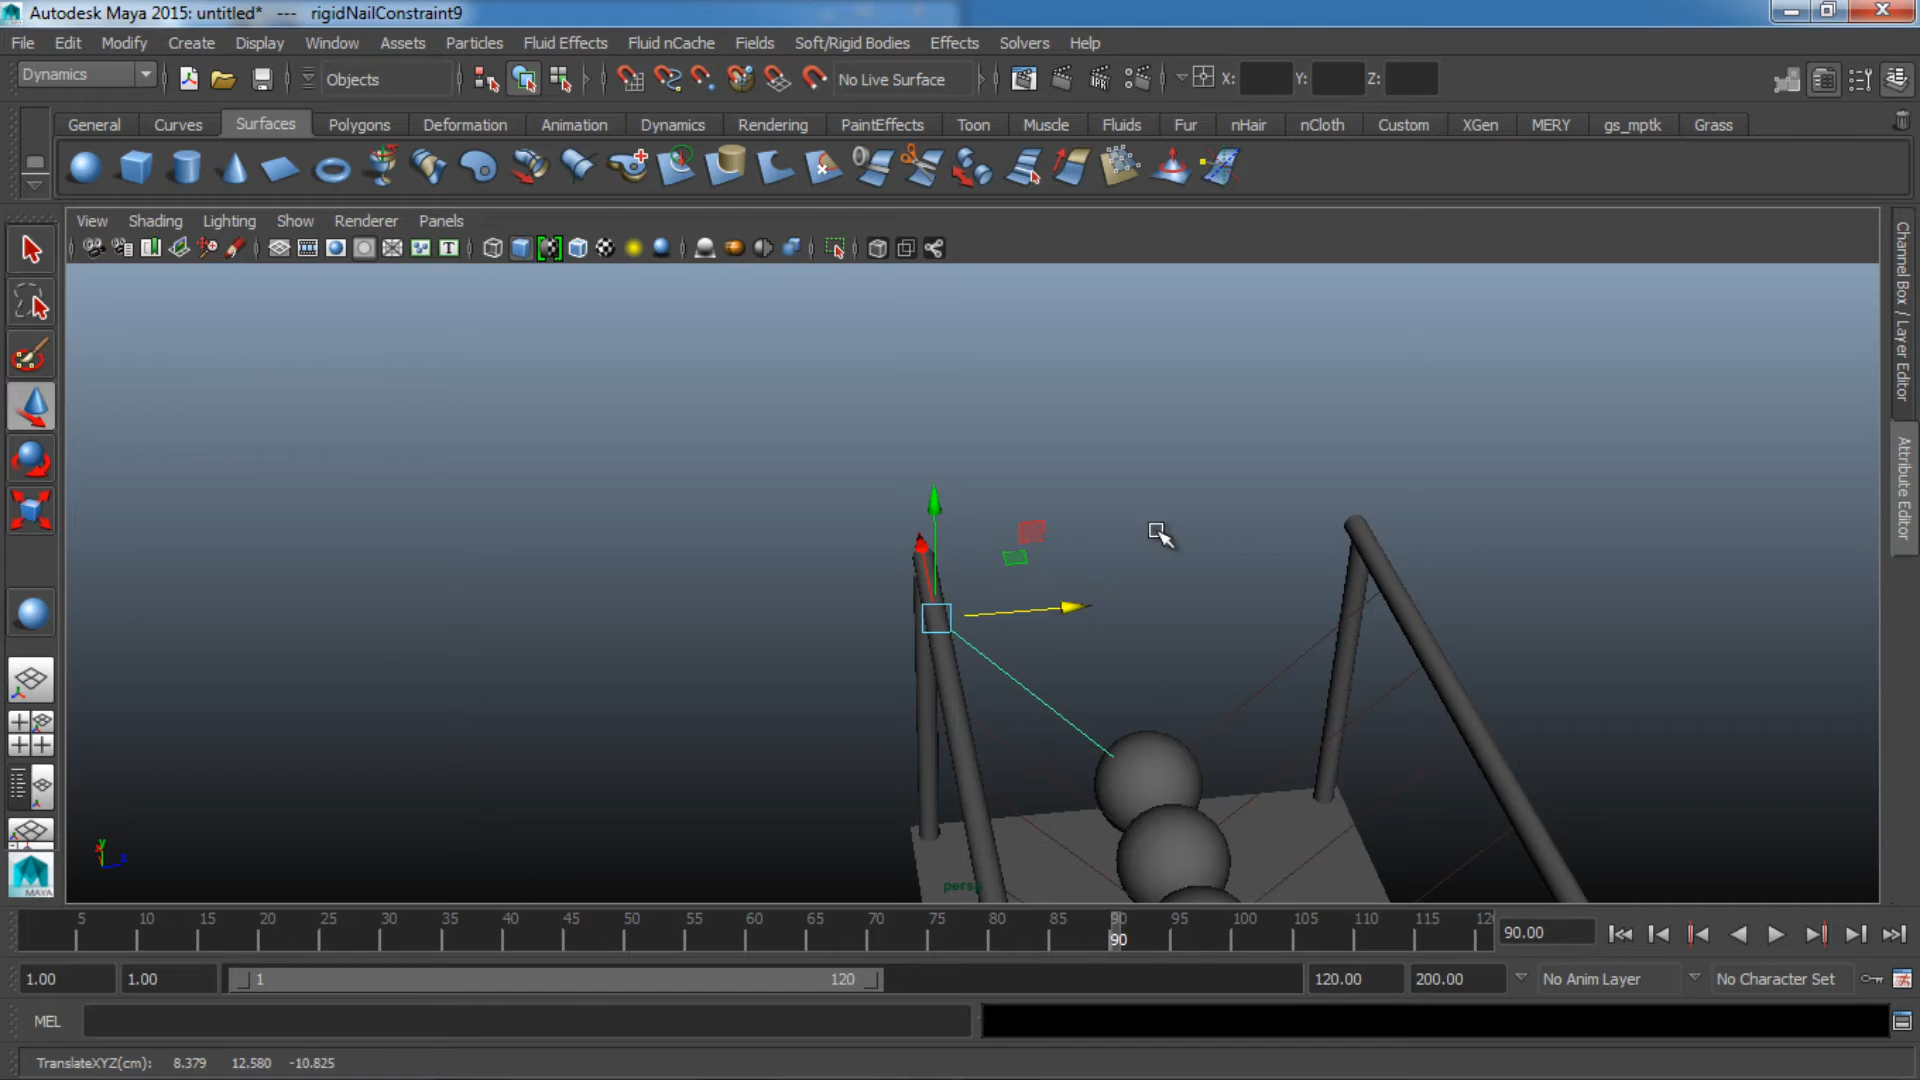 Autodesk Maya 2015: untitled*   ---   rigidNailConstraint9
File Edit Modify Create Display Window Assets Particles Fluid Effects Fluid nCache Fields Soft/Rigid Bodies Effects Solvers Help
Dynamics Objects No Live Surface X: Y: Z:
General Curves Surfaces Polygons Deformation Animation Dynamics Rendering PaintEffects Toon Muscle Fluids Fur nHair nCloth Custom XGen MERY gs_mptk Grass
View Shading Lighting Show Renderer Panels
Channel Box / Layer Editor
Attribute Editor
y
z
persp
MAYA
5 10 15 20 25 30 35 40 45 50 55 60 65 70 75 80 85 90 95 100 105 110 115
90
90.00
1.00 1.00 1 120 120.00 200.00 No Anim Layer No Character Set
MEL
TranslateXYZ(cm): 8.379 12.580 -10.825